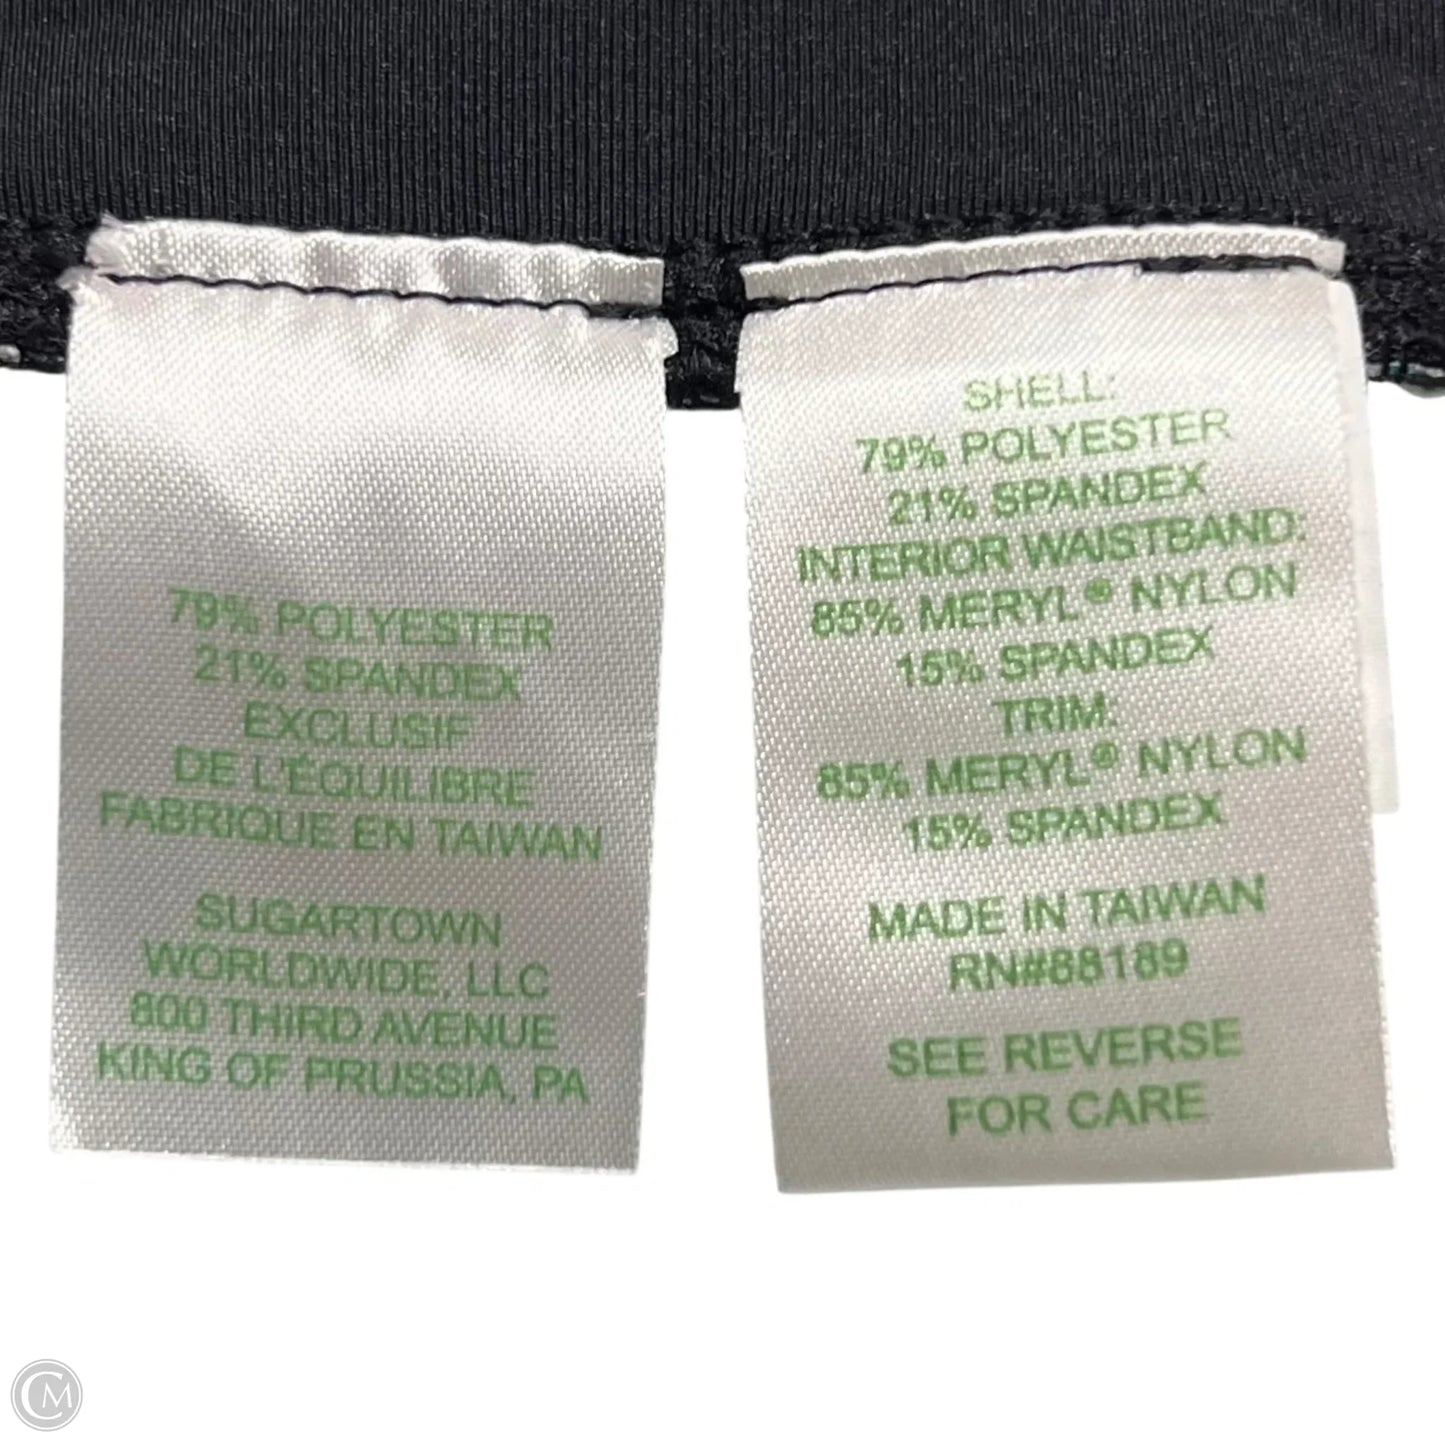 79% POLYESTER
21% SPANDEX
EXCLUSIF
DE L'ÉQUILIBRE
FABRIQUE EN TAIWAN
SUGARTOWN
WORLDWIDE, LLC
800 THIRD AVENUE
KING OF PRUSSIA, PA
SHELL:
79% POLYESTER
21% SPANDEX
INTERIOR WAISTBAND:
85% MERYL® NYLON
15% SPANDEX
TRIM:
85% MERYL® NYLON
15% SPANDEX
MADE IN TAIWAN
RN#88189
SEE REVERSE
FOR CARE
CM